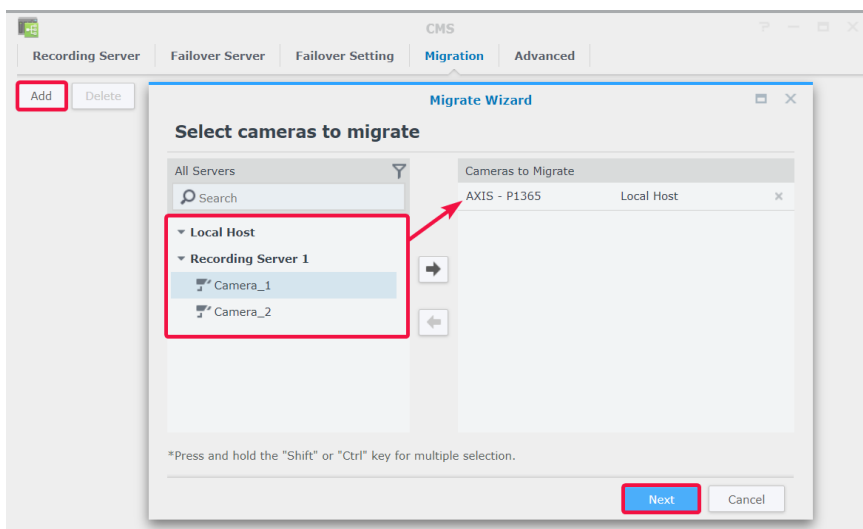 CMS
Recording Server Failover Server Failover Setting Migration Advanced
Add Delete
Migrate Wizard
Select cameras to migrate
All Servers
Search
Local Host
Recording Server 1
Camera_1
Camera_2
Cameras to Migrate
AXIS - P1365 Local Host
*Press and hold the "Shift" or "Ctrl" key for multiple selection.
Next Cancel